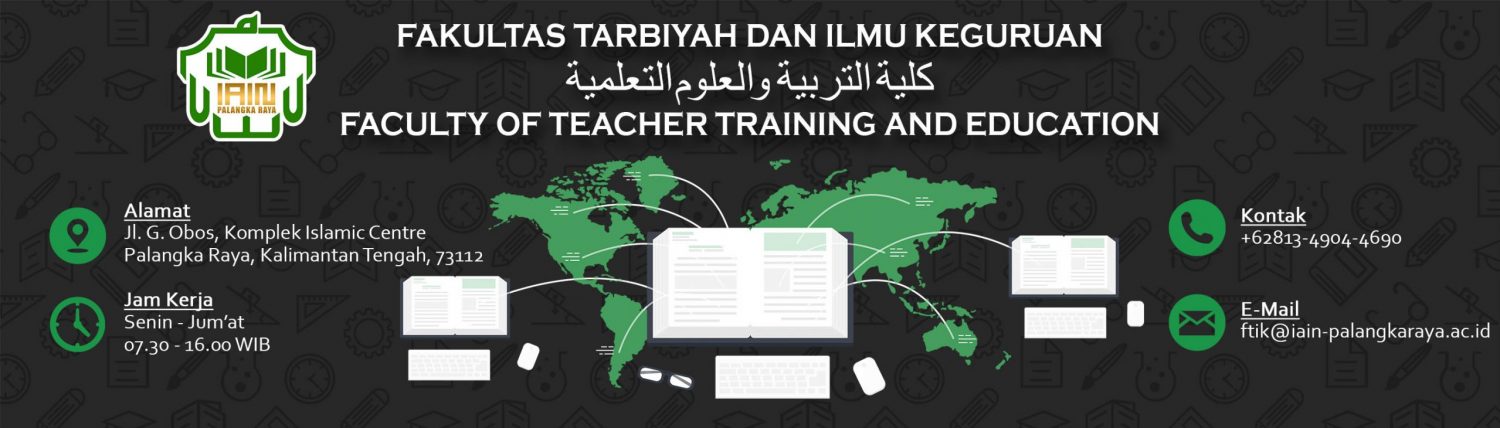 IAIN
PALANGKA RAYA
FAKULTAS TARBIYAH DAN ILMU KEGURUAN
كلية التربية والعلوم التعلمية
FACULTY OF TEACHER TRAINING AND EDUCATION
Alamat
Jl. G. Obos, Komplek Islamic Centre
Palangka Raya, Kalimantan Tengah, 73112
Jam Kerja
Senin - Jum'at
07.30 - 16.00 WIB
Kontak
+62813-4904-4690
E-Mail
ftik@iain-palangkaraya.ac.id